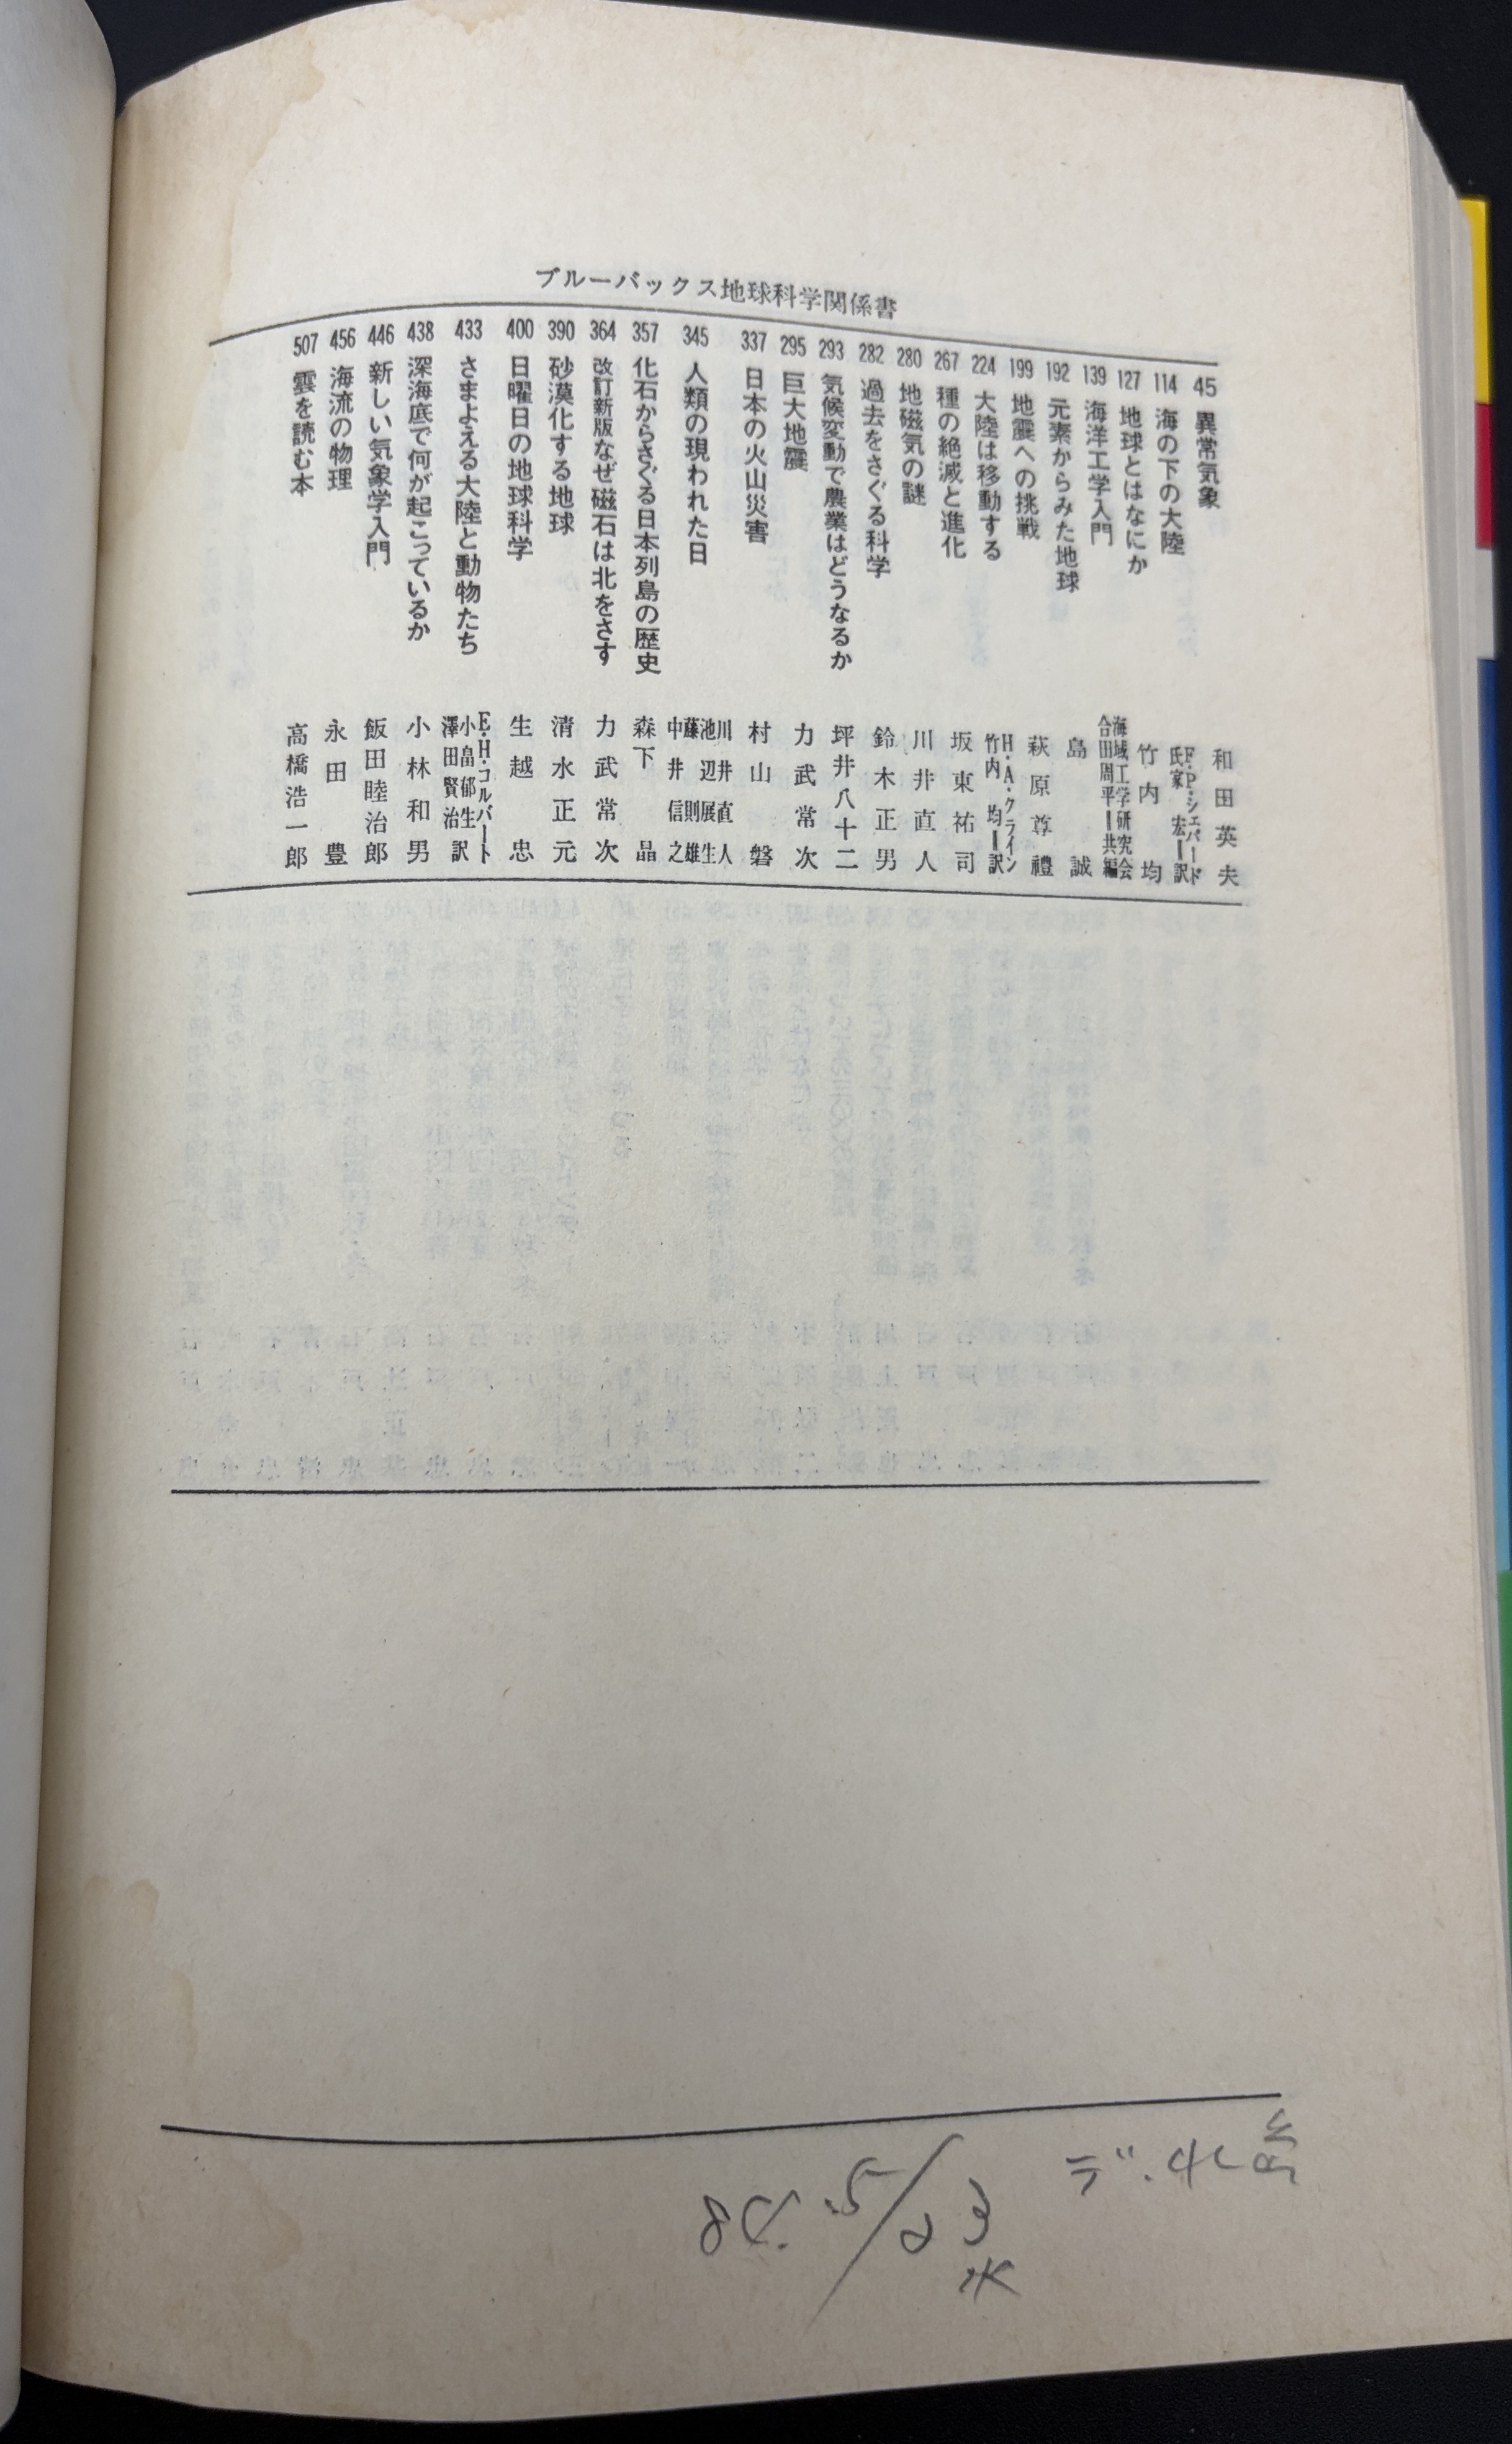 ブルーバックス地球科学関係書
45 異常気象 和田英夫
114 海の下の大陸 F・P・シェパード 氏家 宏＝訳
127 地球とはなにか 竹内 均
139 海洋工学入門 海域工学研究会 合田周平＝共編
192 元素からみた地球 島 誠
199 地震への挑戦 萩原尊禮
224 大陸は移動する H・A・クライン 竹内 均＝訳
267 種の絶滅と進化 坂東祐司
280 地磁気の謎 川井直人
282 過去をさぐる科学 鈴木正男
293 気候変動で農業はどうなるか 坪井八十二
295 巨大地震 力武常次
337 日本の火山災害 村山 磐
345 人類の現われた日 川井直人 池辺展生 藤 則雄 中井信之
357 化石からさぐる日本列島の歴史 森下 晶
364 改訂新版なぜ磁石は北をさす 力武常次
390 砂漠化する地球 清水正元
400 日曜日の地球科学 生越 忠
433 さまよえる大陸と動物たち E・H・コルバート 小畠郁生 澤田賢治 訳
438 深海底で何が起こっているか 小林和男
446 新しい気象学入門 飯田睦治郎
456 海流の物理 永田 豊
507 雲を読む本 高橋浩一郎
84.5/23
水